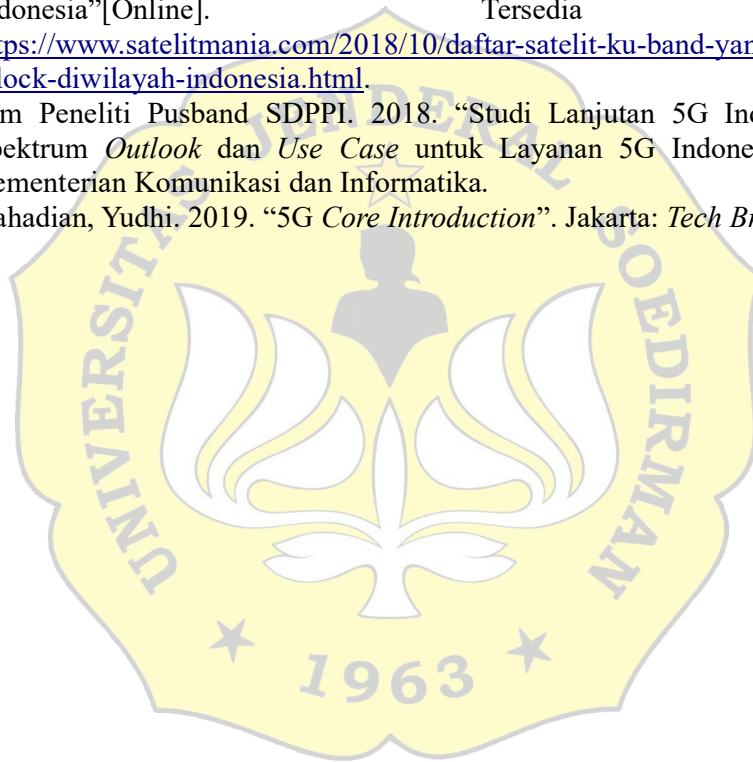 donesia”[Online]. Tersedia
tps://www.satelitmania.com/2018/10/daftar-satelit-ku-band-yan
lock-diwilayah-indonesia.html.
m Peneliti Pusband SDPPI. 2018. “Studi Lanjutan 5G Ind
pektrum Outlook dan Use Case untuk Layanan 5G Indones
ementerian Komunikasi dan Informatika.
ahadian, Yudhi. 2019. “5G Core Introduction”. Jakarta: Tech Br
UNIVERSITAS JENDERAL SOEDIRMAN
1963